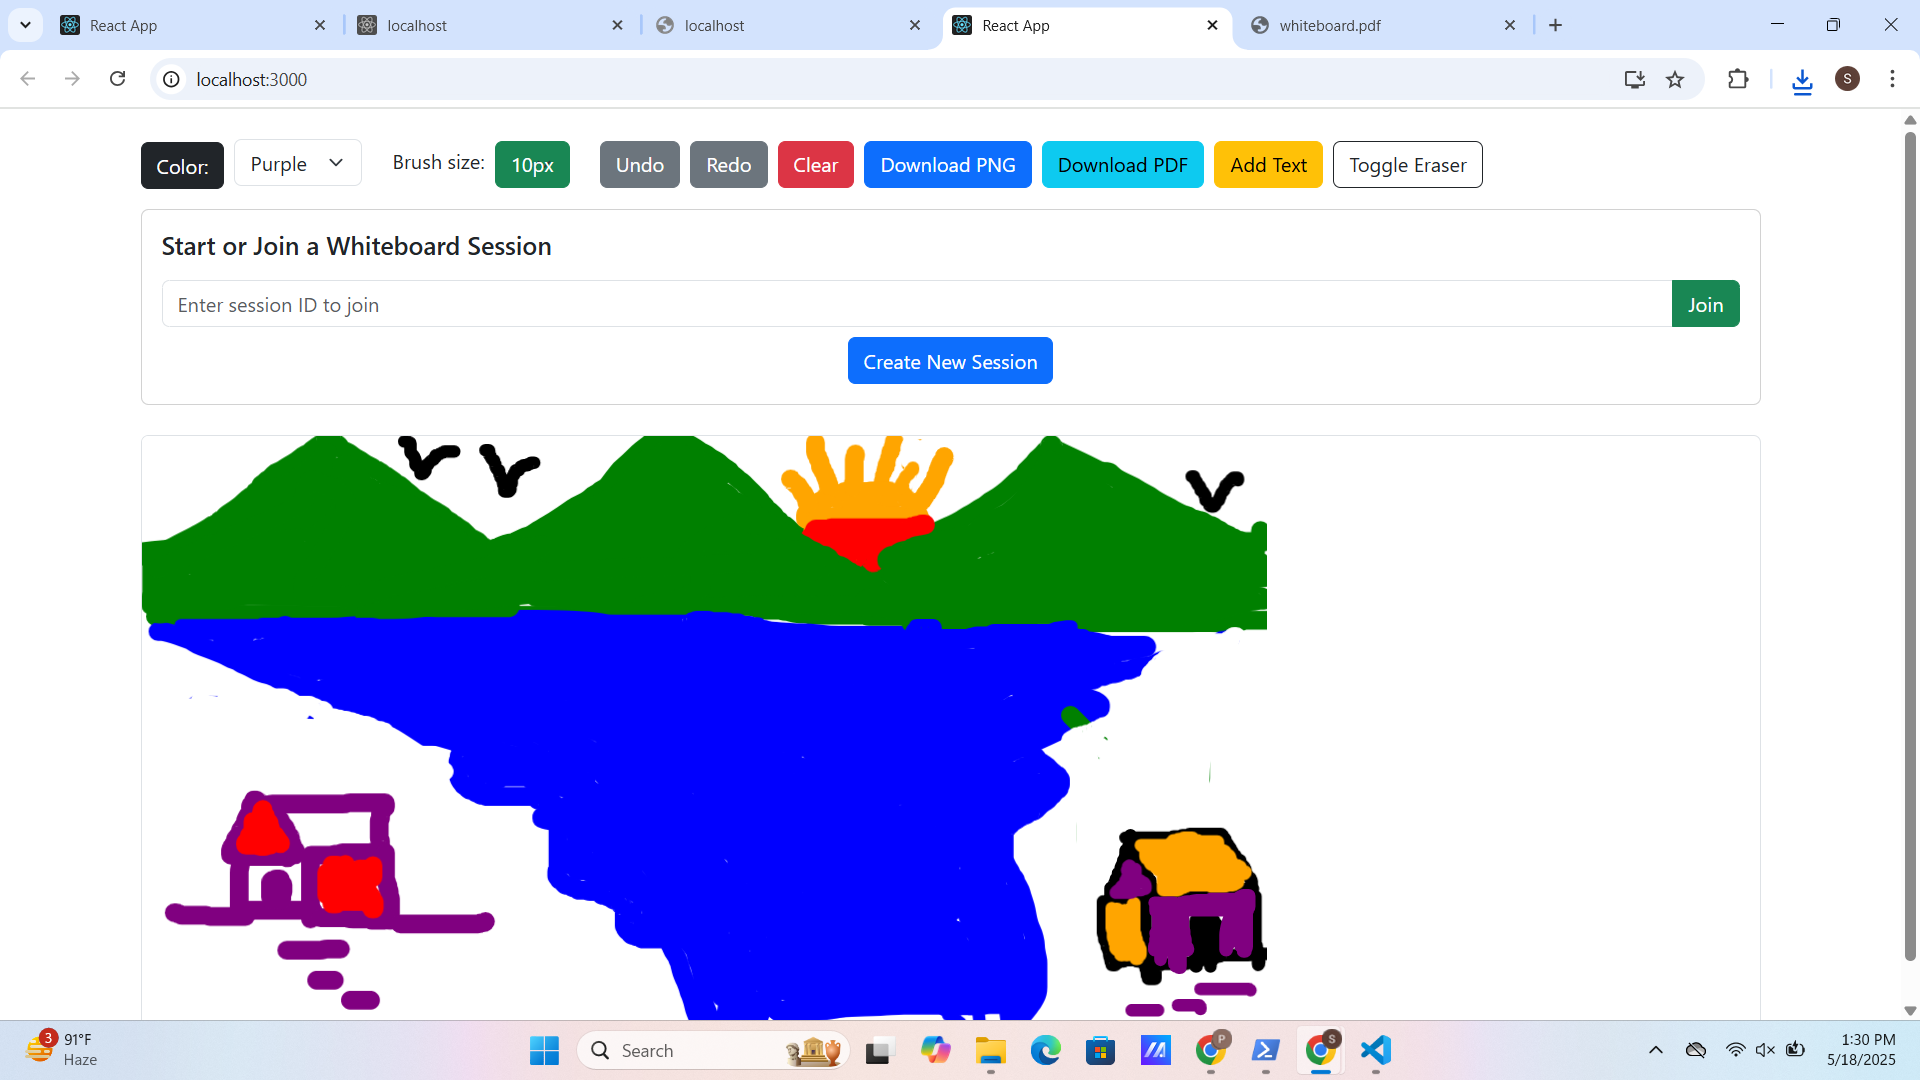 React App
localhost
localhost
React App
whiteboard.pdf
localhost:3000
S
Color:
Purple
Brush size:
10px
Undo
Redo
Clear
Download PNG
Download PDF
Add Text
Toggle Eraser
Start or Join a Whiteboard Session
Enter session ID to join
Join
Create New Session
3
91°F
Haze
Search
P
S
1:30 PM
5/18/2025